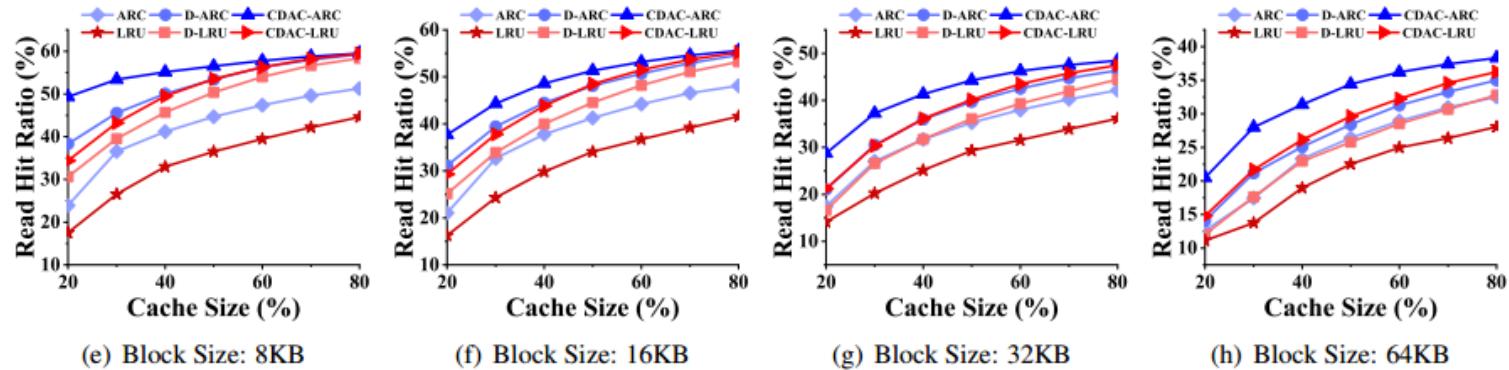 ARC D-ARC CDAC-ARC
LRU D-LRU CDAC-LRU
Read Hit Ratio (%)
60
50
40
30
20
10
20 40 60 80
Cache Size (%)
(e) Block Size: 8KB
ARC D-ARC CDAC-ARC
LRU D-LRU CDAC-LRU
Read Hit Ratio (%)
60
50
40
30
20
10
20 40 60 80
Cache Size (%)
(f) Block Size: 16KB
ARC D-ARC CDAC-ARC
LRU D-LRU CDAC-LRU
Read Hit Ratio (%)
50
40
30
20
10
20 40 60 80
Cache Size (%)
(g) Block Size: 32KB
ARC D-ARC CDAC-ARC
LRU D-LRU CDAC-LRU
Read Hit Ratio (%)
40
35
30
25
20
15
10
20 40 60 80
Cache Size (%)
(h) Block Size: 64KB